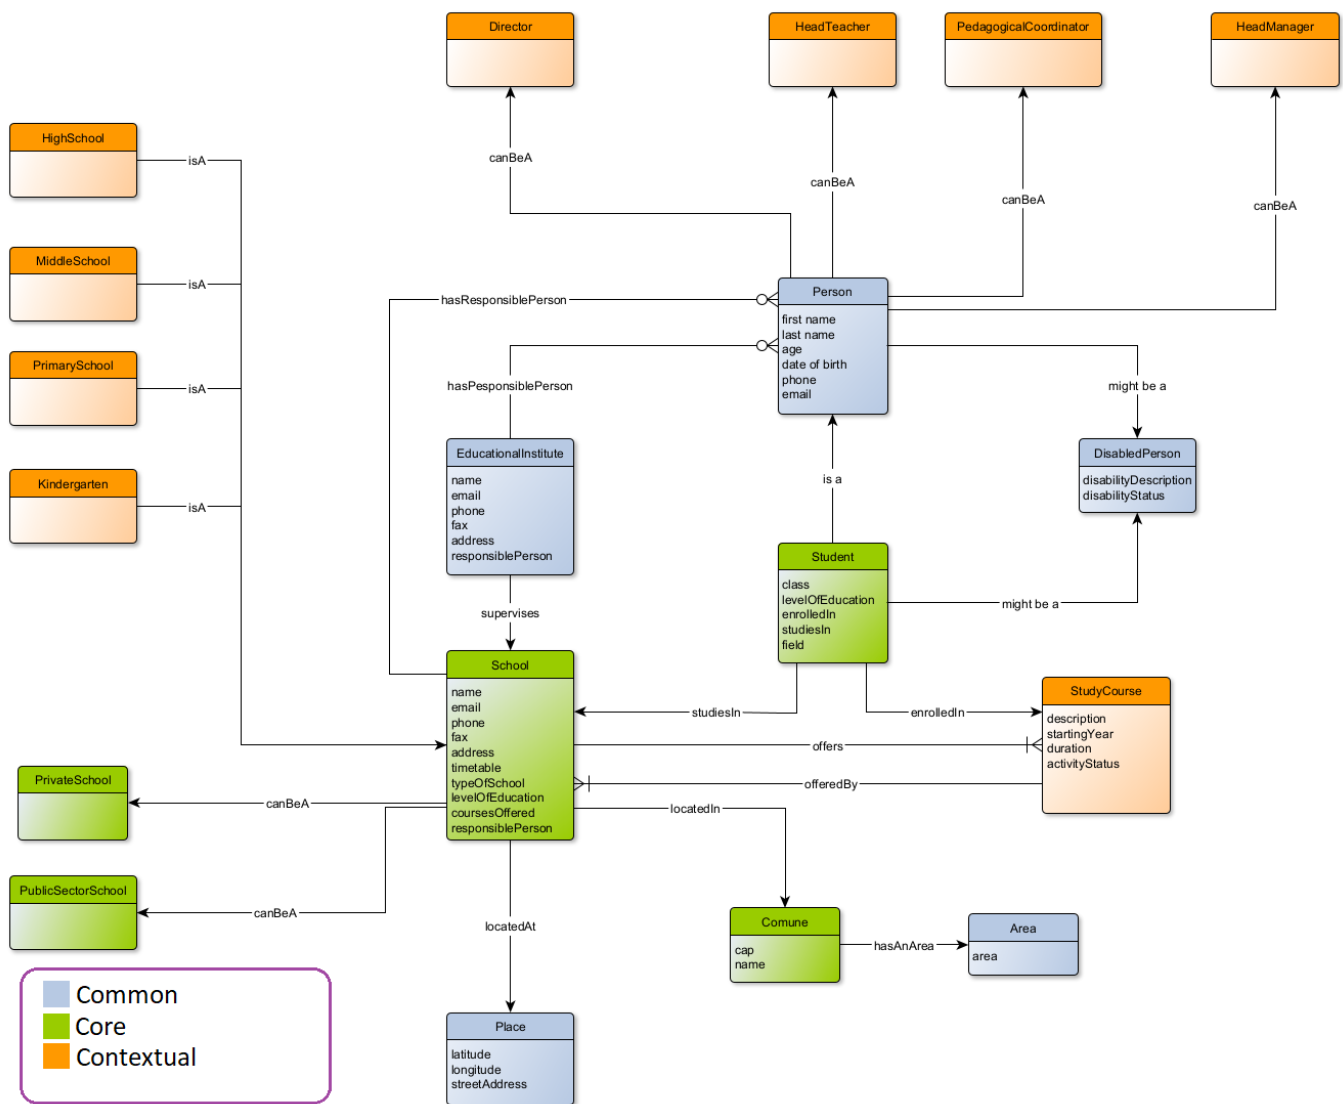 Director
HeadTeacher
PedagogicalCoordinator
HeadManager
HighSchool
isA
canBeA
canBeA
canBeA
canBeA
MiddleSchool
isA
hasResponsiblePerson
Person
first name
last name
age
date of birth
phone
email
PrimarySchool
isA
hasPesponsiblePerson
might be a
EducationalInstitute
name
email
phone
fax
address
responsiblePerson
DisabledPerson
disabilityDescription
disabilityStatus
Kindergarten
isA
is a
Student
class
levelOfEducation
enrolledIn
studiesIn
field
might be a
supervises
School
name
email
phone
fax
address
timetable
typeOfSchool
levelOfEducation
coursesOffered
responsiblePerson
studiesIn
enrolledIn
StudyCourse
description
startingYear
duration
activityStatus
offers
offeredBy
PrivateSchool
canBeA
locatedIn
PublicSectorSchool
canBeA
locatedAt
Comune
cap
name
hasAnArea
Area
area
Place
latitude
longitude
streetAddress
Common
Core
Contextual